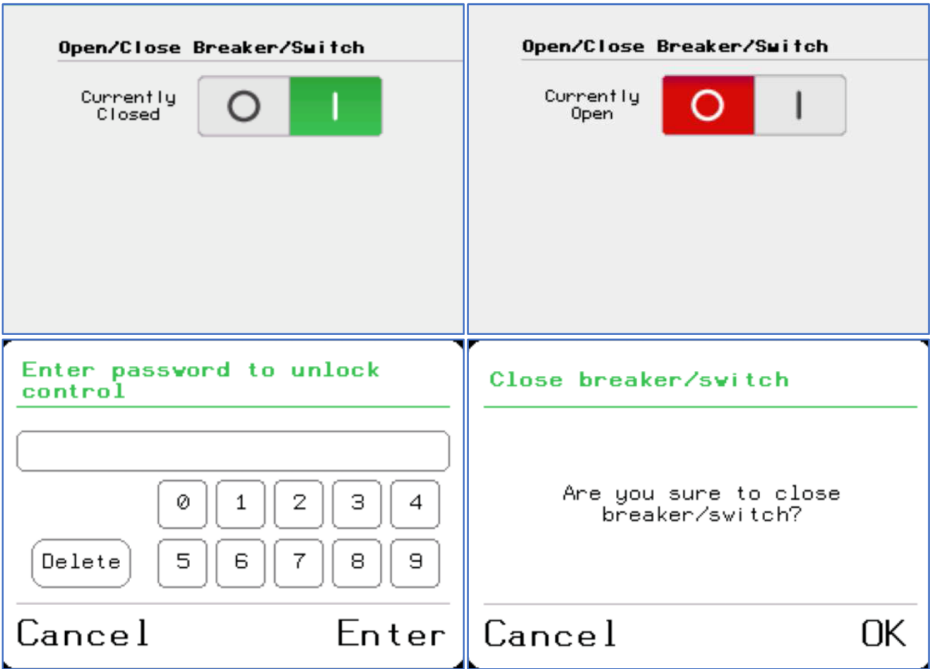 Open/Close Breaker/Switch
Currently
Closed
O I
Open/Close Breaker/Switch
Currently
Open
O I
Enter password to unlock
control
0 1 2 3 4
Delete 5 6 7 8 9
Cancel Enter
Close breaker/switch
Are you sure to close
breaker/switch?
Cancel OK